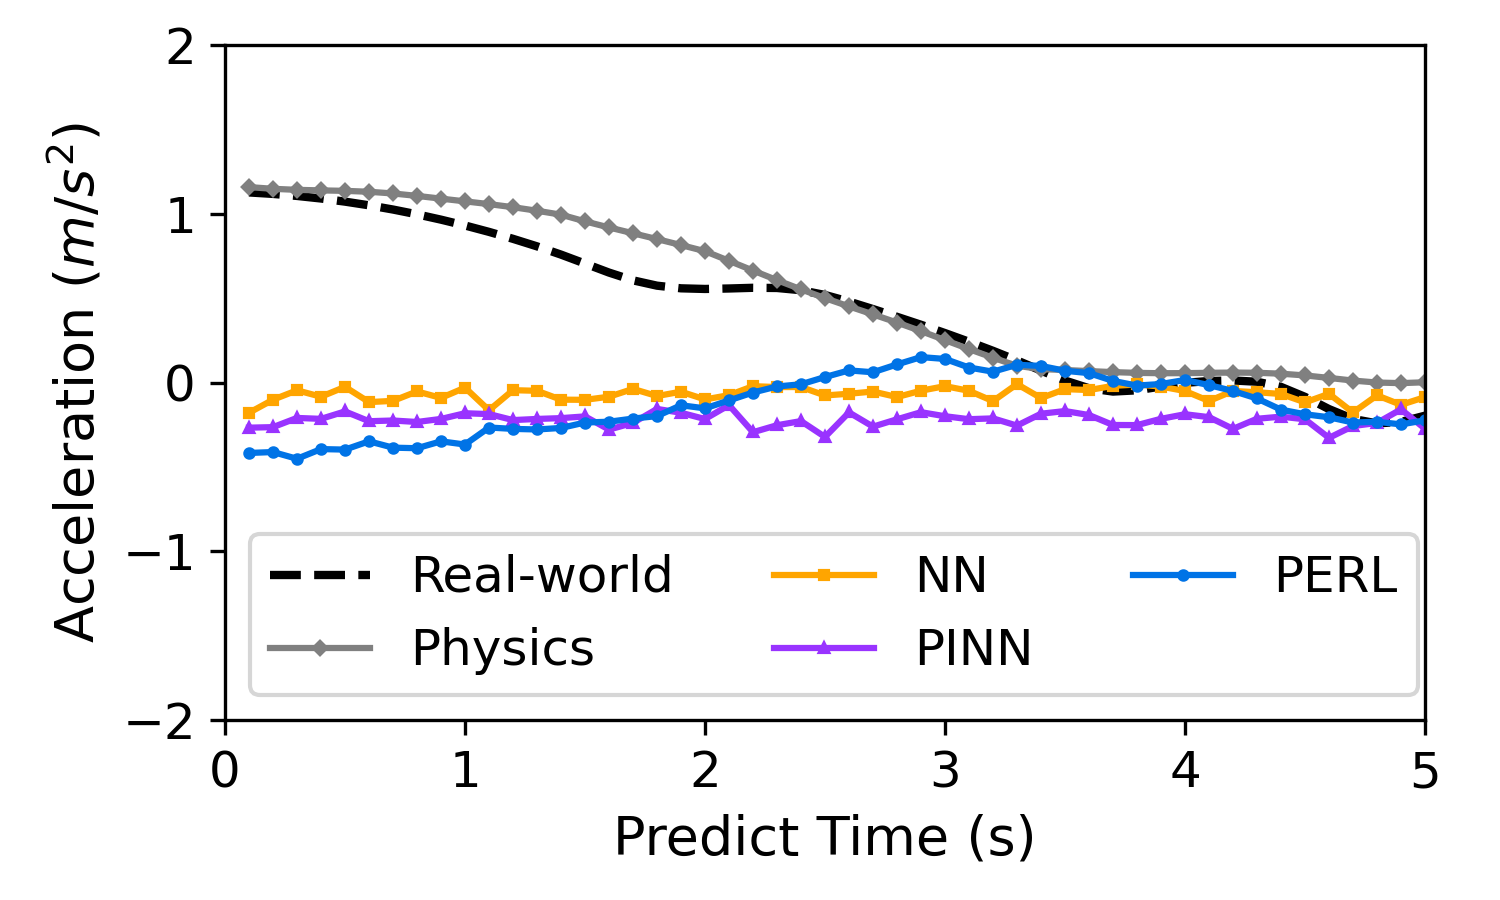 2
1
0
−1
−2
Acceleration (m/s²)
Real-world
Physics
NN
PINN
PERL
0 1 2 3 4 5
Predict Time (s)